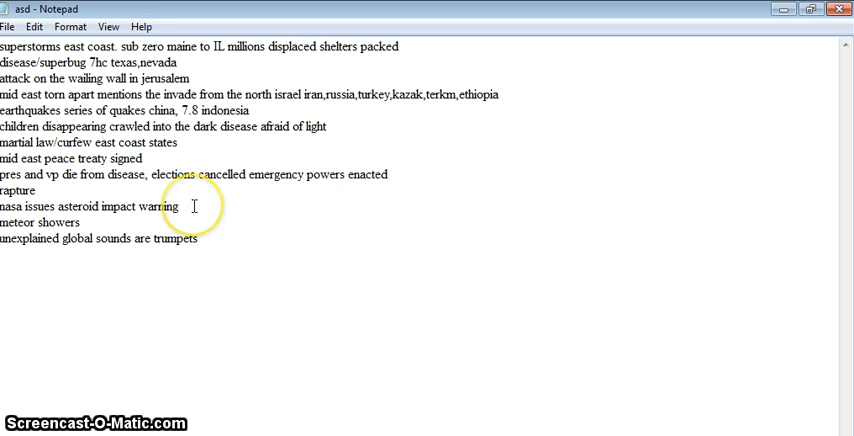 asd - Notepad
File Edit Format View Help
superstorms east coast. sub zero maine to IL millions displaced shelters packed
disease/superbug 7hc texas,nevada
attack on the wailing wall in jerusalem
mid east torn apart mentions the invade from the north israel iran,russia,turkey,kazak,terkm,ethiopia
earthquakes series of quakes china, 7.8 indonesia
children disappearing crawled into the dark disease afraid of light
martial law/curfew east coast states
mid east peace treaty signed
pres and vp die from disease, elections cancelled emergency powers enacted
rapture
nasa issues asteroid impact warning
meteor showers
unexplained global sounds are trumpets
Screencast-O-Matic.com